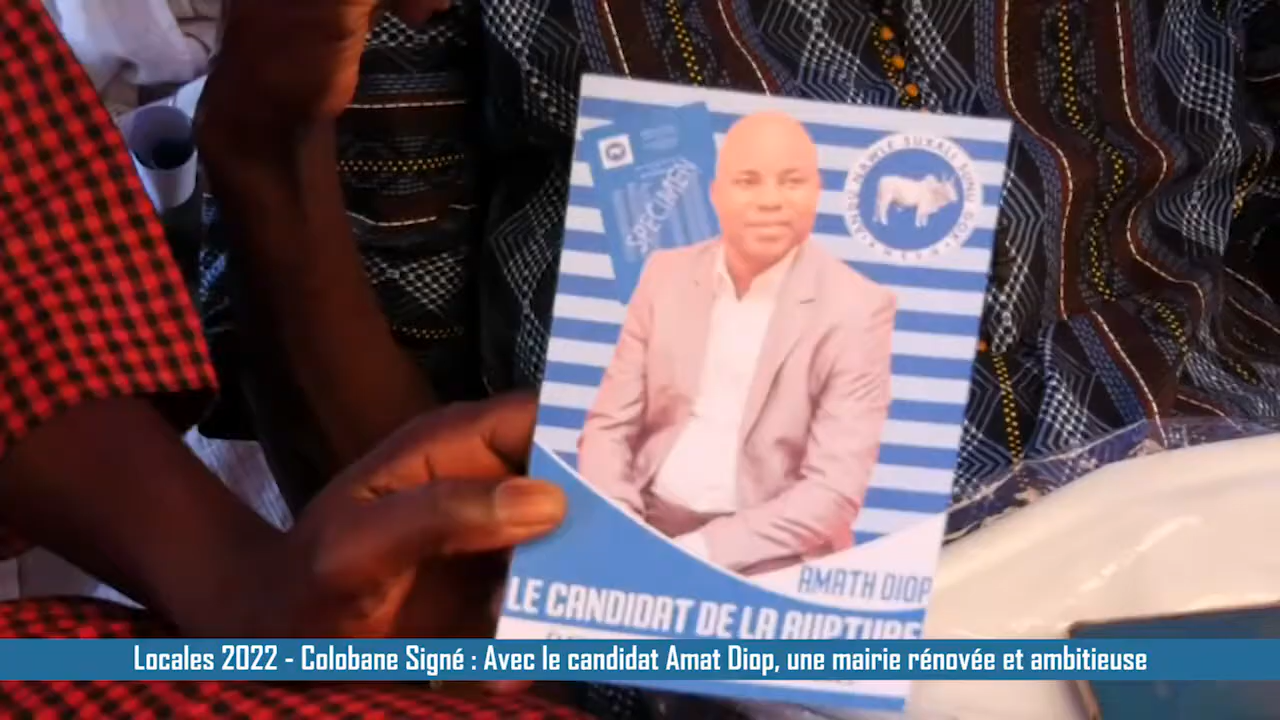 SPECIMEN
AMATH DIOP
LE CANDIDAT DE LA RUPTURE
Locales 2022 - Colobane Signé : Avec le candidat Amat Diop, une mairie rénovée et ambitieuse